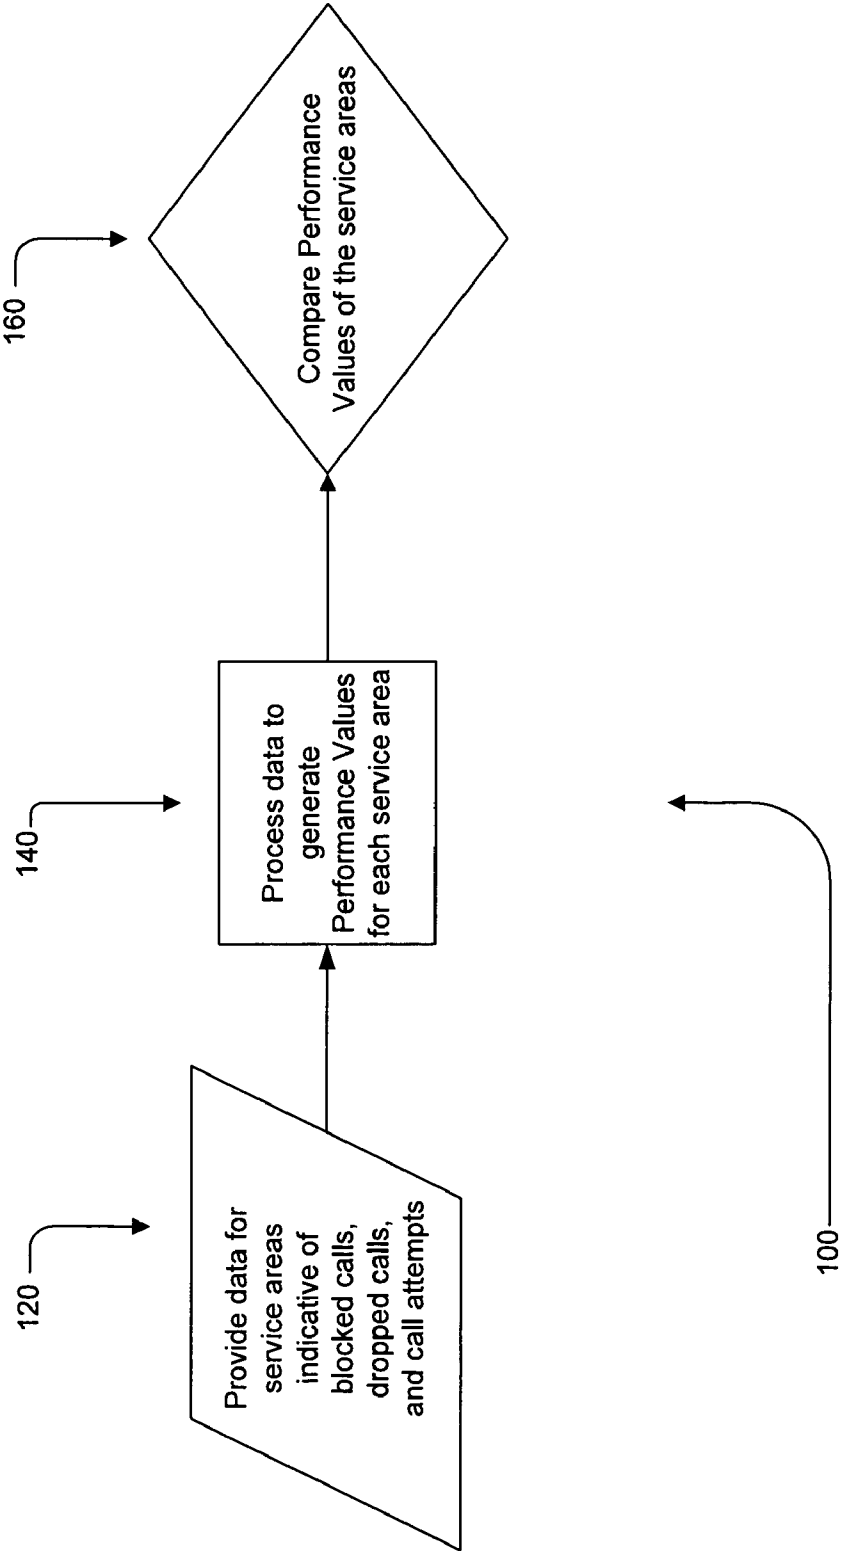 120
Provide data for
service areas
indicative of
blocked calls,
dropped calls,
and call attempts
140
Process data to
generate
Performance Values
for each service area
160
Compare Performance
Values of the service areas
100